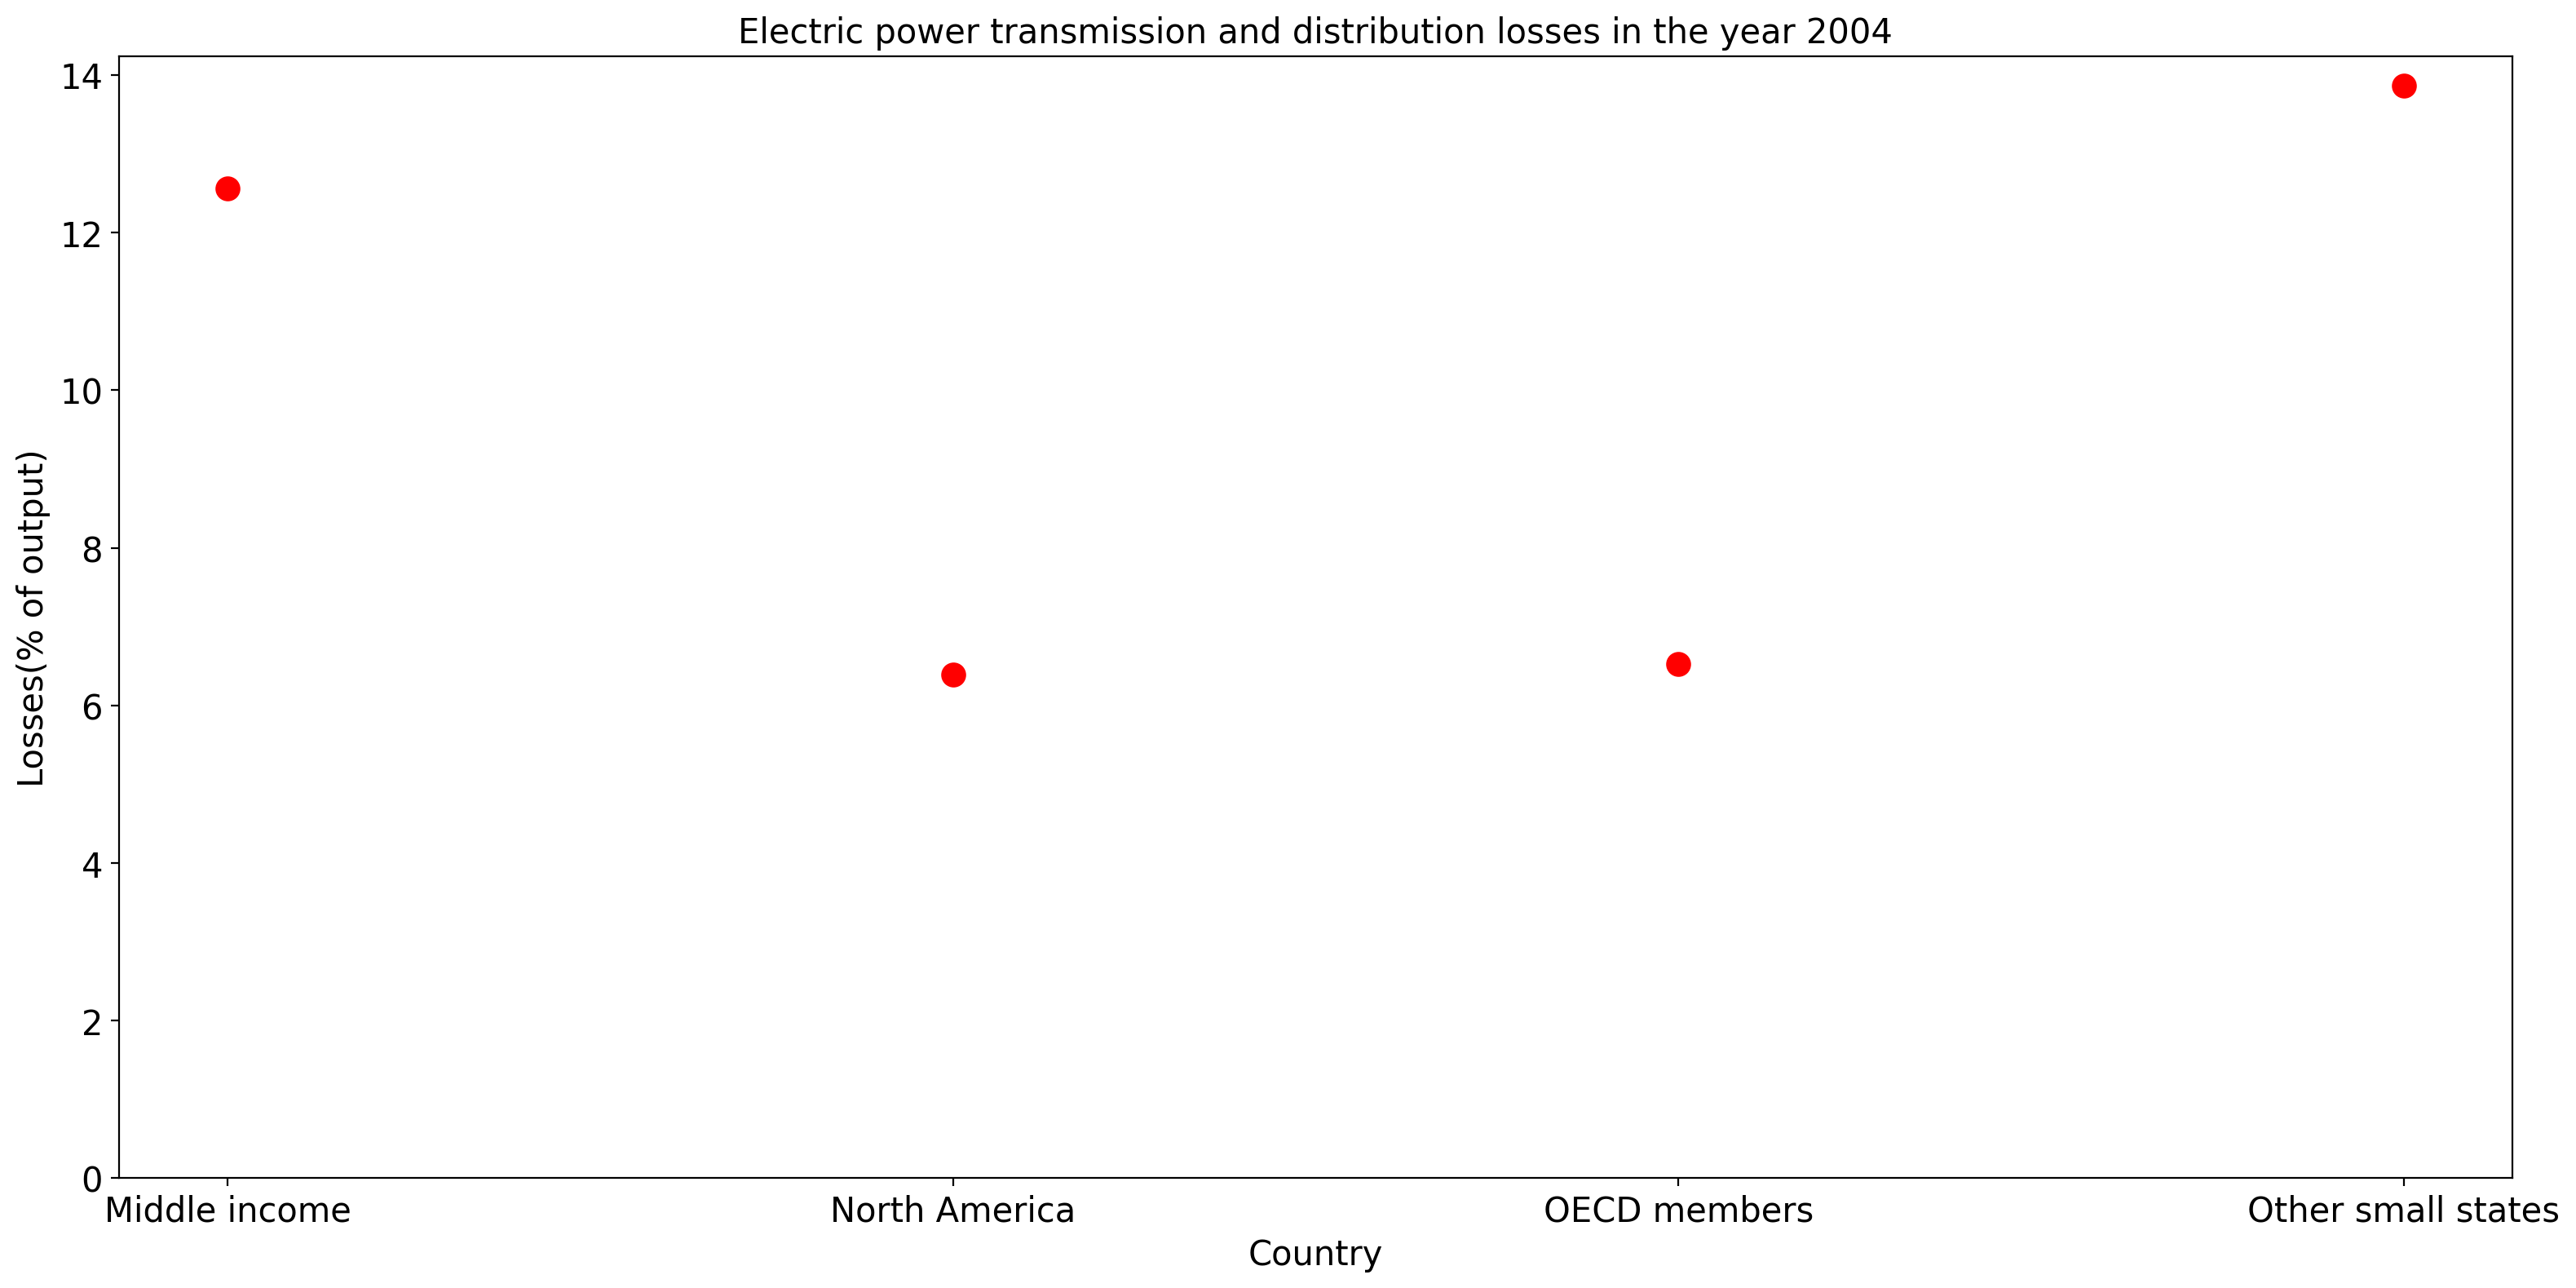 Electric power transmission and distribution losses in the year 2004
Losses(% of output)
14
12
10
8
6
4
2
0
Middle income
North America
OECD members
Other small states
Country